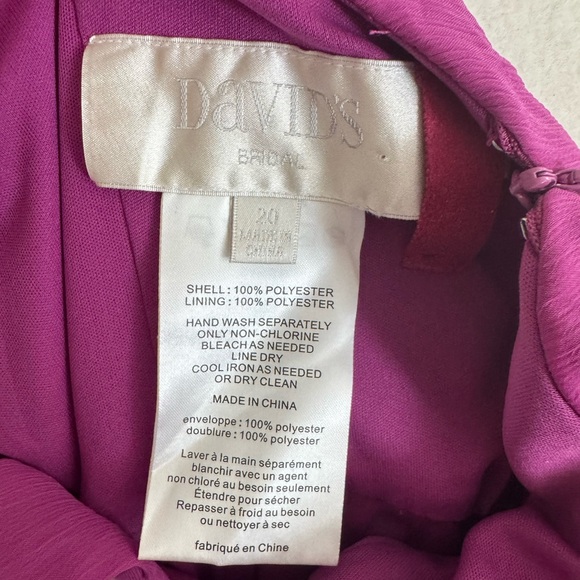 DaVID'S
BRIDAL
20
MADE IN
CHINA
SHELL : 100% POLYESTER
LINING : 100% POLYESTER
HAND WASH SEPARATELY
ONLY NON-CHLORINE
BLEACH AS NEEDED
LINE DRY
COOL IRON AS NEEDED
OR DRY CLEAN
MADE IN CHINA
enveloppe : 100% polyester
doublure : 100% polyester
Laver à la main séparément
blanchir avec un agent
non chloré au besoin seulement
Étendre pour sécher
Repasser à froid au besoin
ou nettoyer à sec
fabriqué en Chine